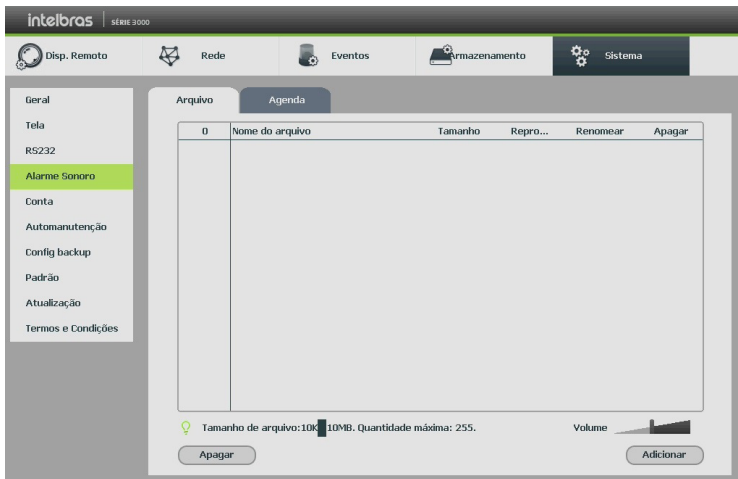 intelbras SÉRIE 3000
Disp. Remoto Rede Eventos Armazenamento Sistema
Geral
Tela
RS232
Alarme Sonoro
Conta
Automanutenção
Config backup
Padrão
Atualização
Termos e Condições
Arquivo Agenda
0 Nome do arquivo Tamanho Repro... Renomear Apagar
Tamanho de arquivo:10K 10MB. Quantidade máxima: 255. Volume
Apagar Adicionar